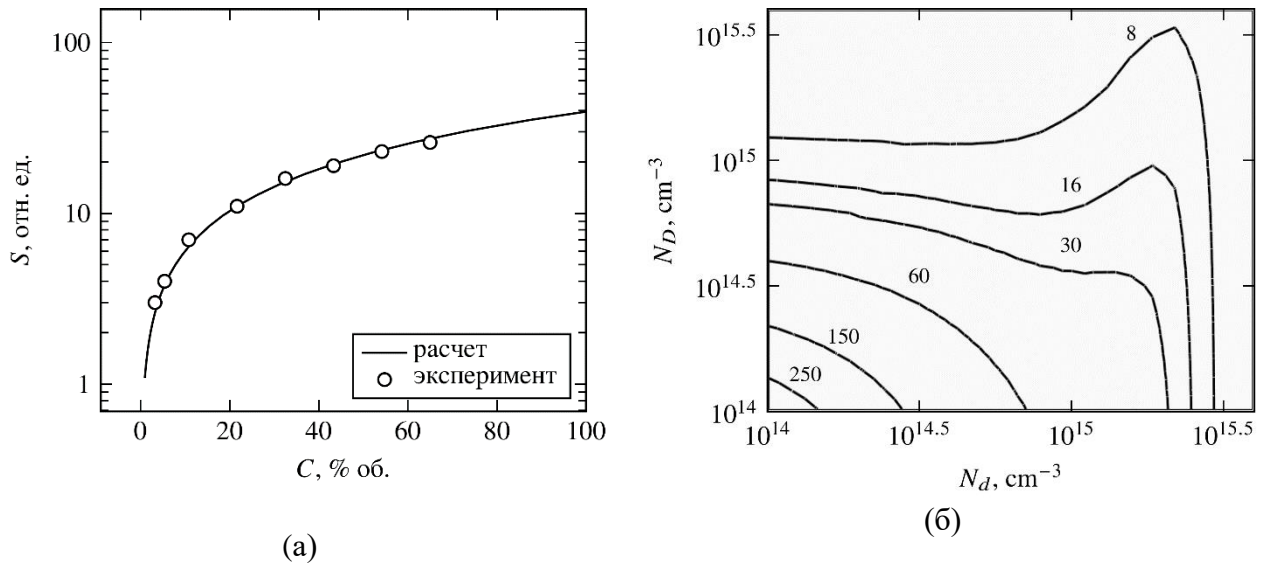 100
10
1
S, отн. ед.
0 20 40 60 80 100
C, % об.
расчет
эксперимент
(а)
10^15.5
10^15
10^14.5
10^14
N_D, cm^−3
8
16
30
60
150
250
10^14 10^14.5 10^15 10^15.5
N_d, cm^−3
(б)